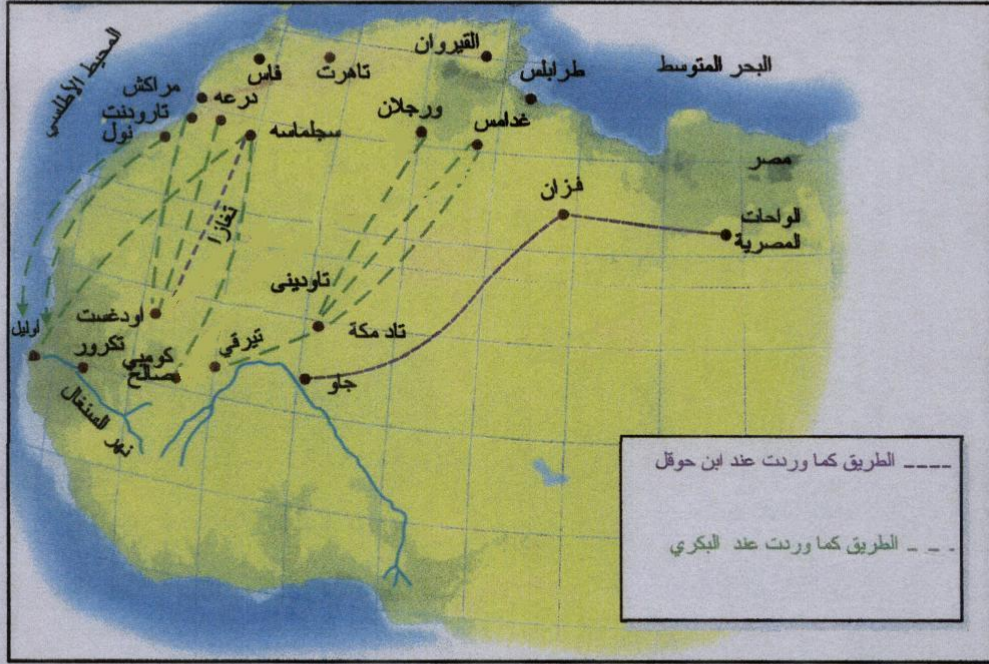 المحيط الأطلسي
البحر المتوسط
القيروان
طرابلس
تاهرت
فاس
مراكش
درعه
تارودنت
نول
سجلماسه
ورجلان
غدامس
مصر
فزان
الواحات
المصرية
تغازا
تاودينى
أودغست
أوليل
تكرور
كومبي
صالح
تيرقي
تاد مكة
جاو
نهر السنغال
الطريق كما وردت عند ابن حوقل
الطريق كما وردت عند البكري